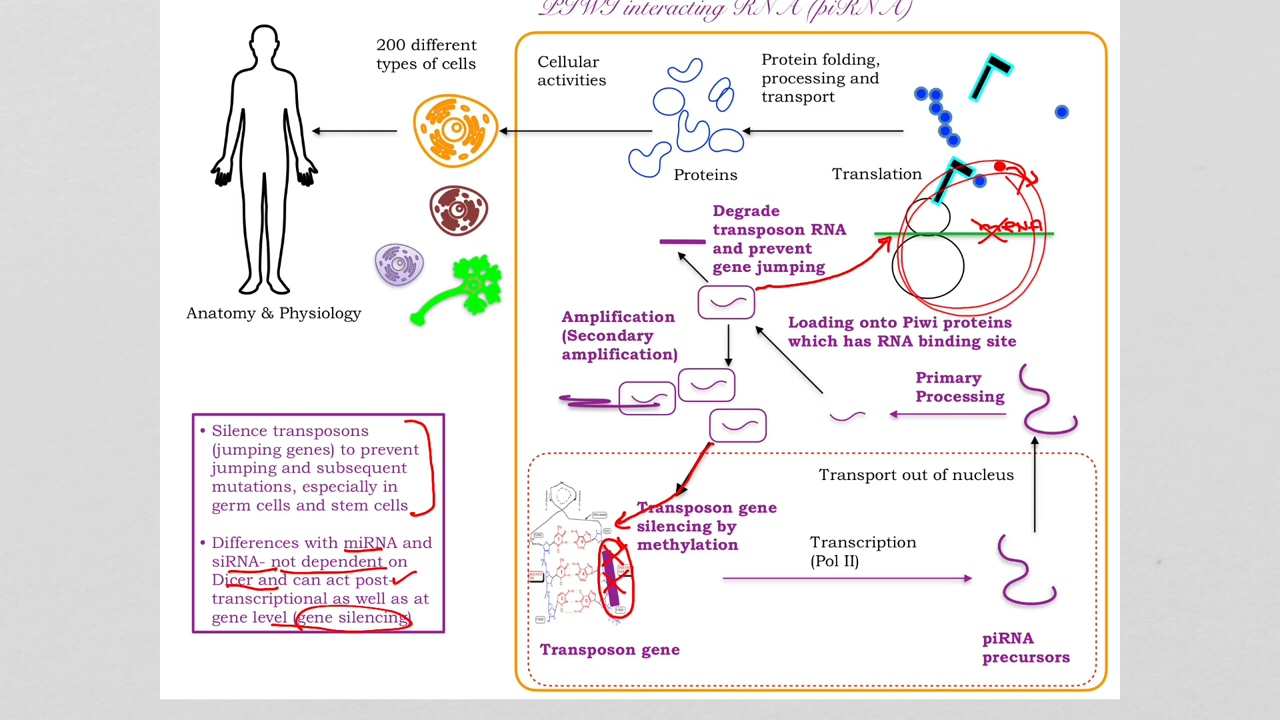 PIWI interacting RNA (piRNA)
200 different
types of cells
Cellular
activities
Protein folding,
processing and
transport
Proteins
Translation
mRNA
Degrade
transposon RNA
and prevent
gene jumping
Anatomy & Physiology
Amplification
(Secondary
amplification)
Loading onto Piwi proteins
which has RNA binding site
Primary
Processing
• Silence transposons
(jumping genes) to prevent
jumping and subsequent
mutations, especially in
germ cells and stem cells
• Differences with miRNA and
siRNA- not dependent on
Dicer and can act post-
transcriptional as well as at
gene level (gene silencing)
Transport out of nucleus
Transposon gene
silencing by
methylation
Transcription
(Pol II)
Transposon gene
piRNA
precursors